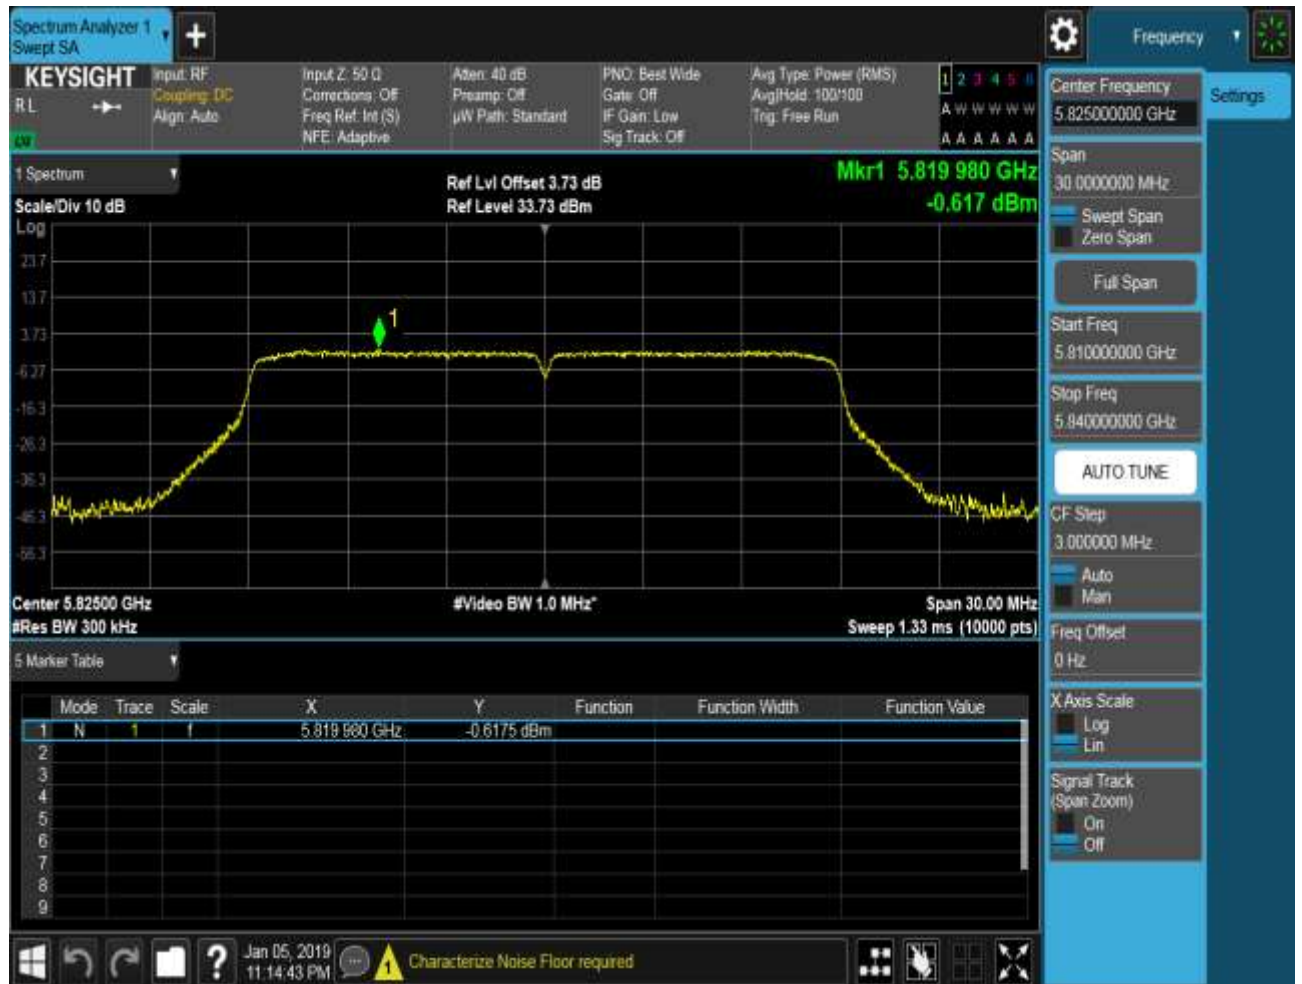 Spectrum Analyzer 1
Swept SA
Frequency
KEYSIGHT
R L
Input: RF
Coupling: DC
Align: Auto
Input Z: 50 Ω
Corrections: Off
Freq Ref: Int (S)
NFE: Adaptive
Atten: 40 dB
Preamp: Off
µW Path: Standard
PNO: Best Wide
Gate: Off
IF Gain: Low
Sig Track: Off
Avg Type: Power (RMS)
Avg|Hold: 100/100
Trig: Free Run
1 2 3 4 5 6
A W W W W W
A A A A A A
1 Spectrum
Scale/Div 10 dB
Ref Lvl Offset 3.73 dB
Ref Level 33.73 dBm
Mkr1 5.819 980 GHz
-0.617 dBm
Log
23.7
13.7
3.73
-6.27
-16.3
-26.3
-36.3
-46.3
-56.3
1
Center 5.82500 GHz
#Res BW 300 kHz
#Video BW 1.0 MHz*
Span 30.00 MHz
Sweep 1.33 ms (10000 pts)
5 Marker Table
Mode Trace Scale X Y Function Function Width Function Value
1 N 1 f 5.819 980 GHz -0.6175 dBm
2
3
4
5
6
7
8
9
Jan 05, 2019
11:14:43 PM
Characterize Noise Floor required
Center Frequency
5.825000000 GHz
Settings
Span
30.0000000 MHz
Swept Span
Zero Span
Full Span
Start Freq
5.810000000 GHz
Stop Freq
5.840000000 GHz
AUTO TUNE
CF Step
3.000000 MHz
Auto
Man
Freq Offset
0 Hz
X Axis Scale
Log
Lin
Signal Track
(Span Zoom)
On
Off